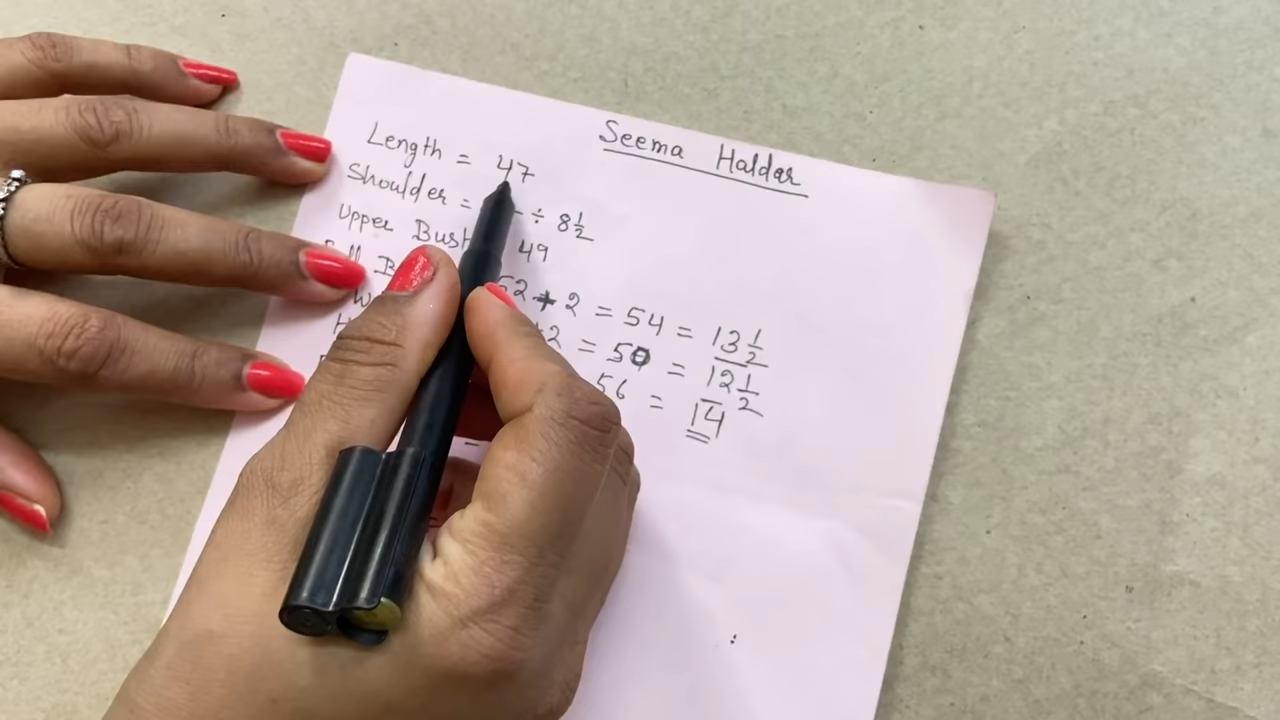 Seema Haldar
Length = 47
Shoulder = ÷ 8½
Upper Bust 49
52 + 2 = 54 = 13½
+2 = 50 = 12½
56 = 14